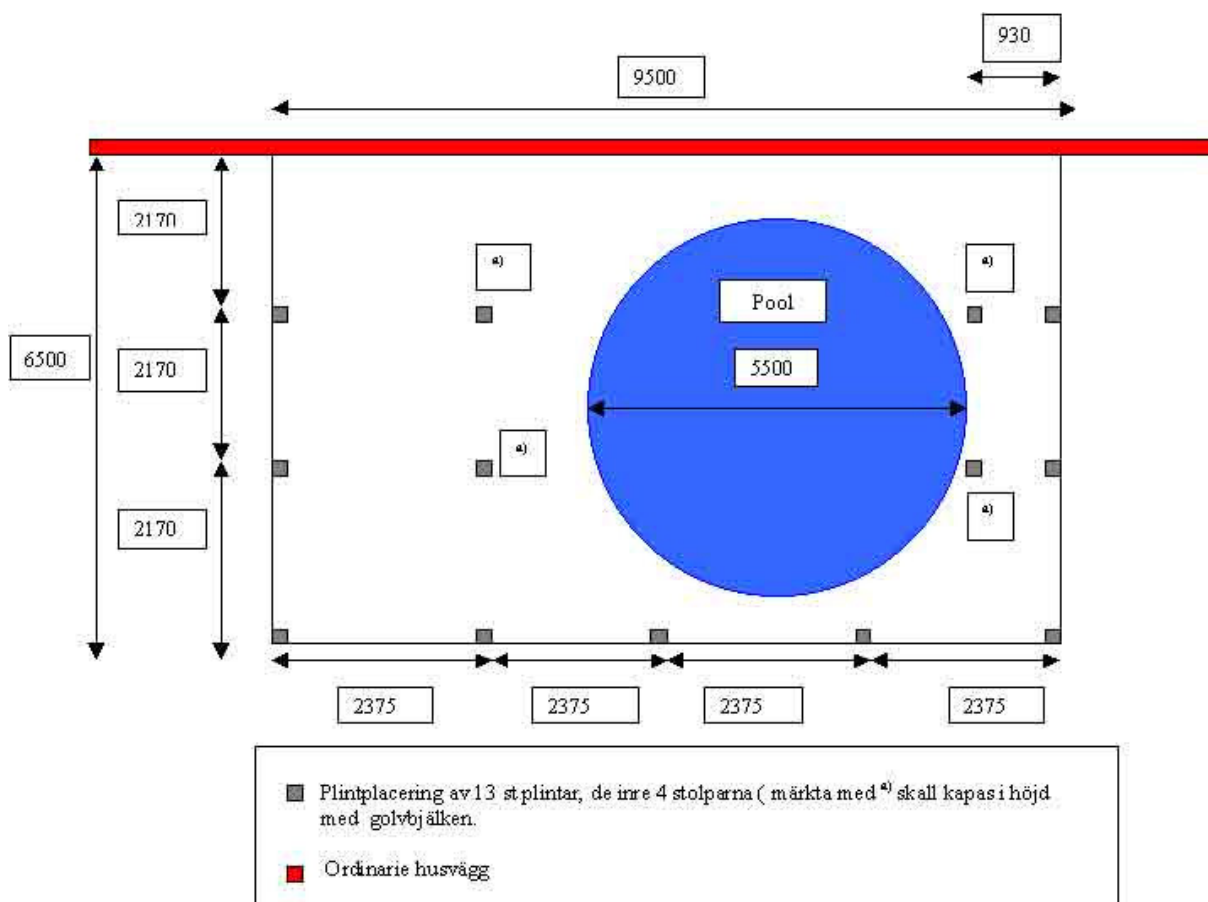 930
9500
2170
a)
a)
Pool
6500
2170
5500
a)
2170
a)
2375
2375
2375
2375
Plintplacering av 13 st plintar, de inre 4 stolparna ( märkta med a) skall kapas i höjd
med golvbjälken.
Ordinarie husvägg